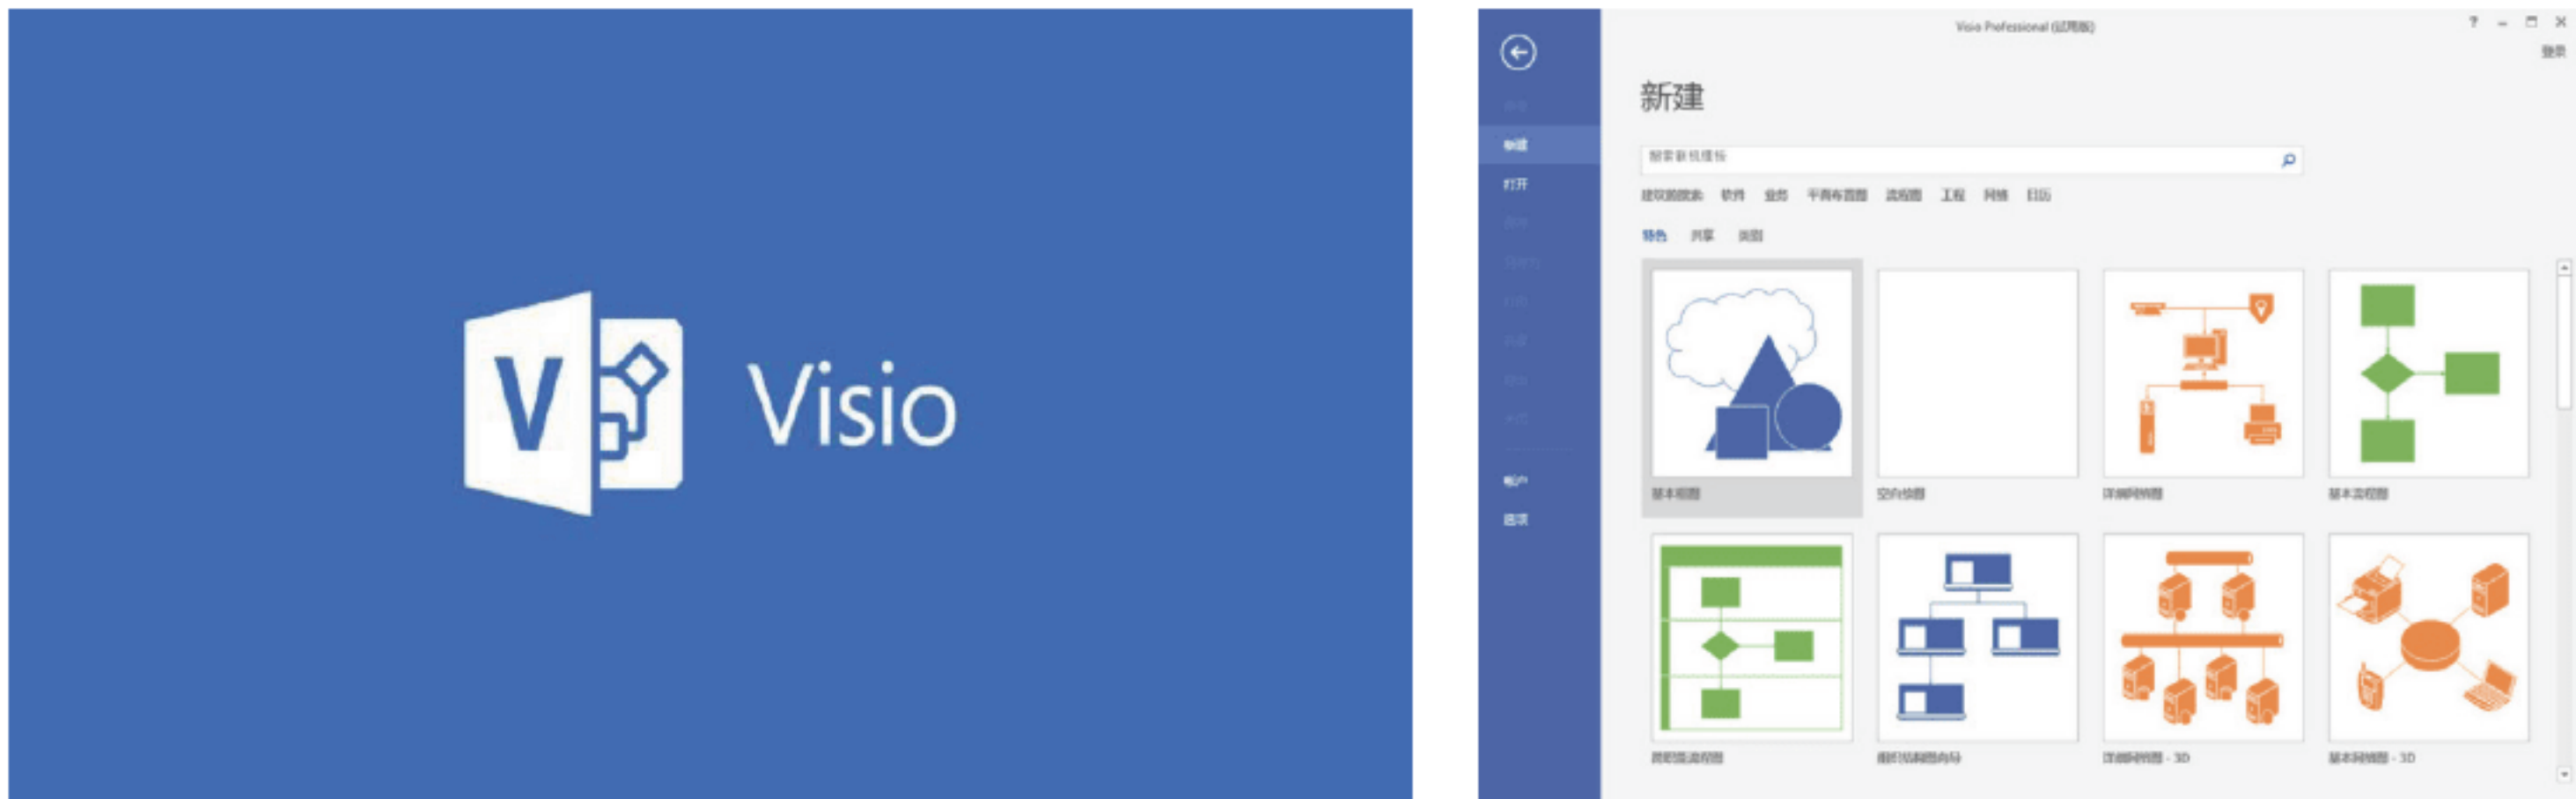 V
Visio
Visio Professional (试用版)
登录
新建
新建
搜索联机模板
打开
建议的搜索: 软件 业务 平面布置图 流程图 工程 网络 日历
特色 共享 类别
基本框图
空白绘图
详细网络图
基本流程图
帐户
选项
跨职能流程图
组织结构图向导
详细网络图 - 3D
基本网络图 - 3D